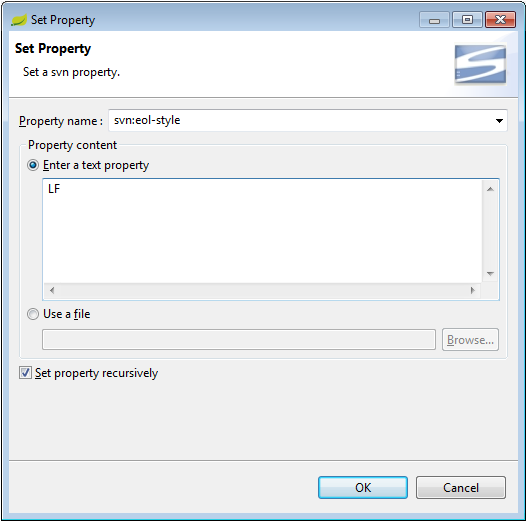 Set Property
Set Property
Set a svn property.
Property name : svn:eol-style
Property content
Enter a text property
LF
Use a file
Browse...
Set property recursively
OK Cancel